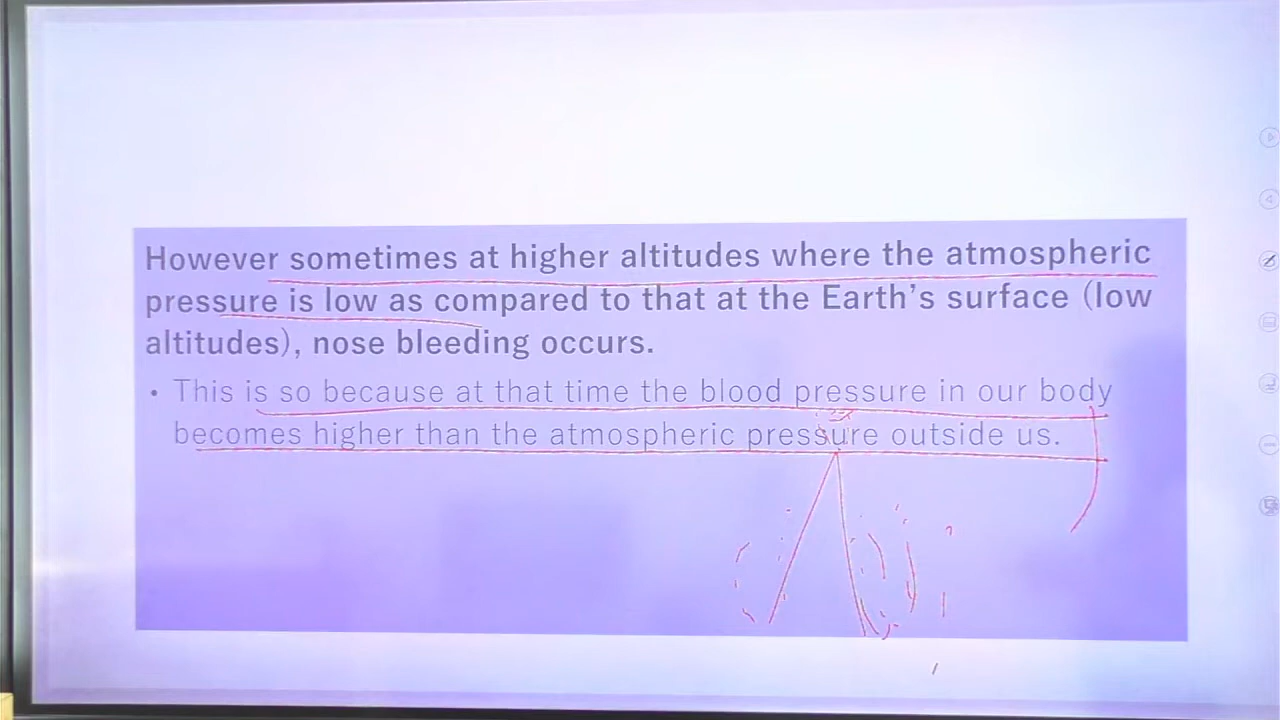 However sometimes at higher altitudes where the atmospheric
pressure is low as compared to that at the Earth’s surface (low
altitudes), nose bleeding occurs.
• This is so because at that time the blood pressure in our body
becomes higher than the atmospheric pressure outside us.